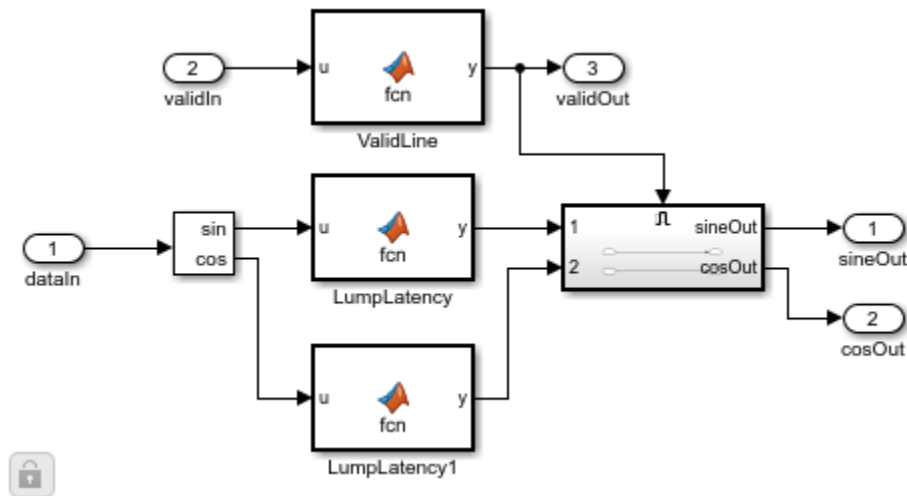 2
validIn
u
fcn
y
ValidLine
3
validOut
1
dataIn
sin
cos
u
fcn
y
LumpLatency
u
fcn
y
LumpLatency1
1
2
sineOut
cosOut
1
sineOut
2
cosOut